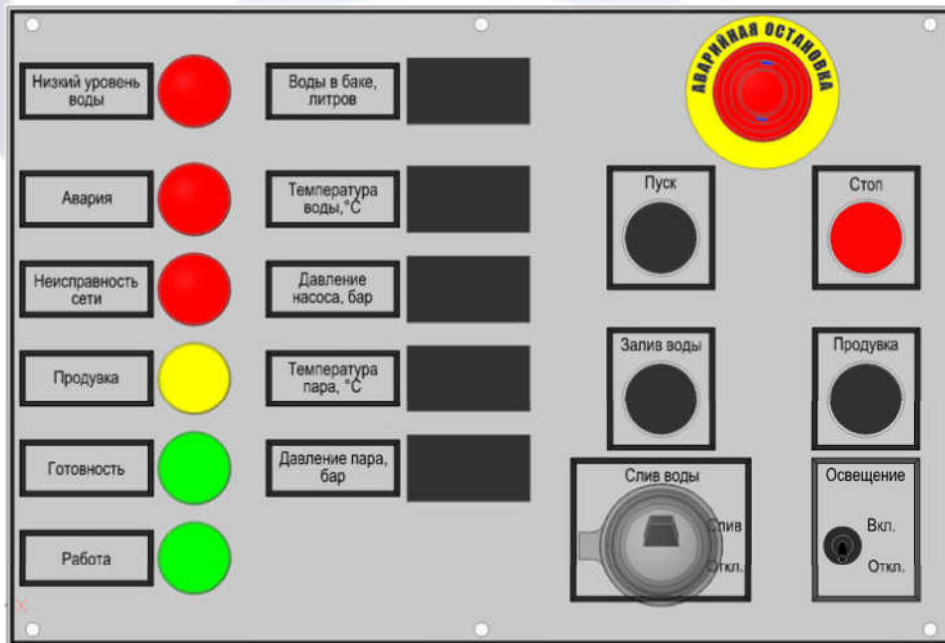 АВАРИЙНАЯ ОСТАНОВКА
Низкий уровень
воды
Воды в баке,
литров
Авария
Температура
воды,°С
Пуск
Стоп
Неисправность
сети
Давление
насоса, бар
Продувка
Температура
пара, °С
Залив воды
Продувка
Готовность
Давление пара,
бар
Слив воды
Слив
Откл.
Освещение
Вкл.
Откл.
Работа
X